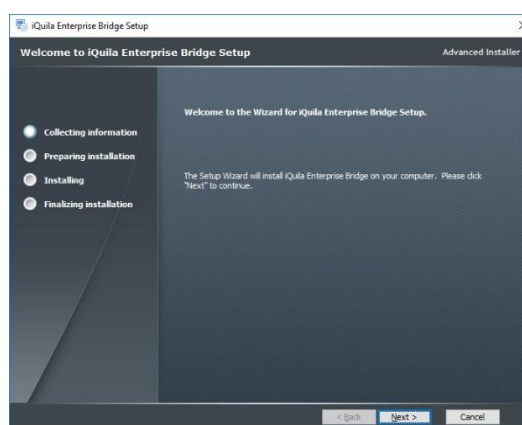 iQuila Enterprise Bridge Setup
Welcome to iQuila Enterprise Bridge Setup
Advanced Installer
Welcome to the Wizard for iQuila Enterprise Bridge Setup.
Collecting information
Preparing installation
Installing
Finalizing installation
The Setup Wizard will install iQuila Enterprise Bridge on your computer. Please click
"Next" to continue.
< Back
Next >
Cancel